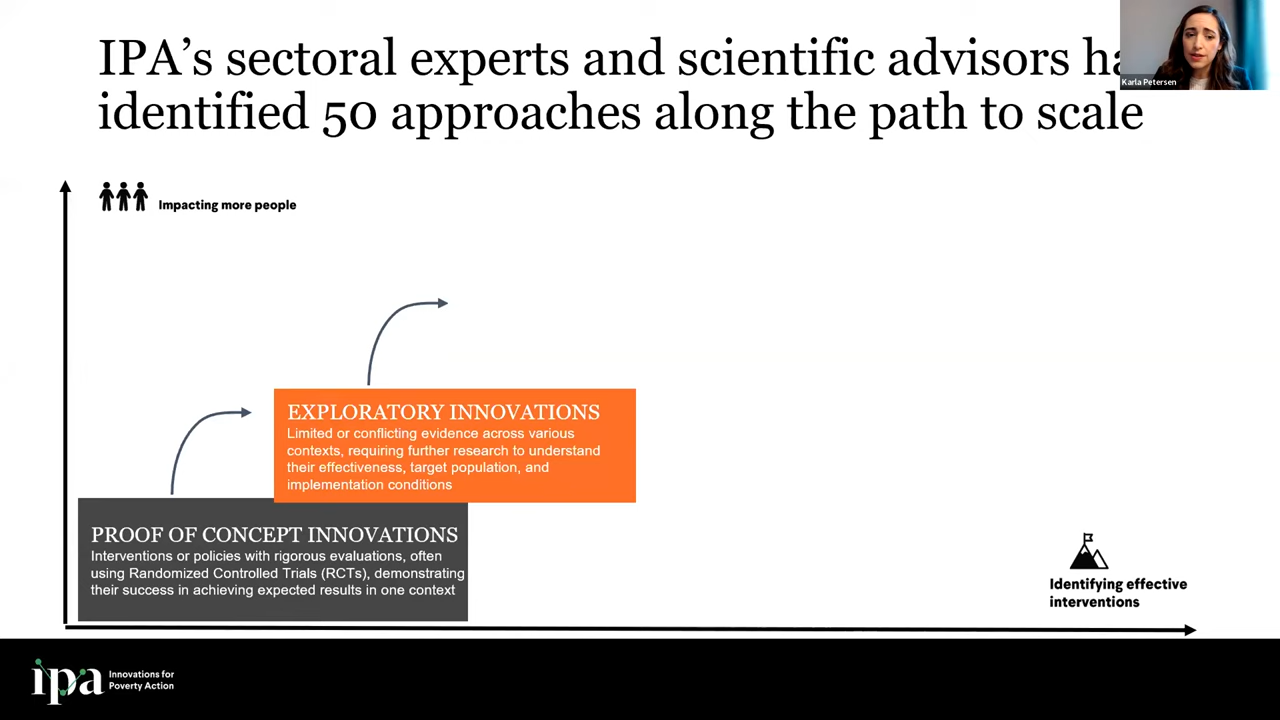 IPA’s sectoral experts and scientific advisors
identified 50 approaches along the path to scale
Karla Petersen
Impacting more people
EXPLORATORY INNOVATIONS
Limited or conflicting evidence across various
contexts, requiring further research to understand
their effectiveness, target population, and
implementation conditions
PROOF OF CONCEPT INNOVATIONS
Interventions or policies with rigorous evaluations, often
using Randomized Controlled Trials (RCTs), demonstrating
their success in achieving expected results in one context
Identifying effective
interventions
ipa
Innovations for
Poverty Action